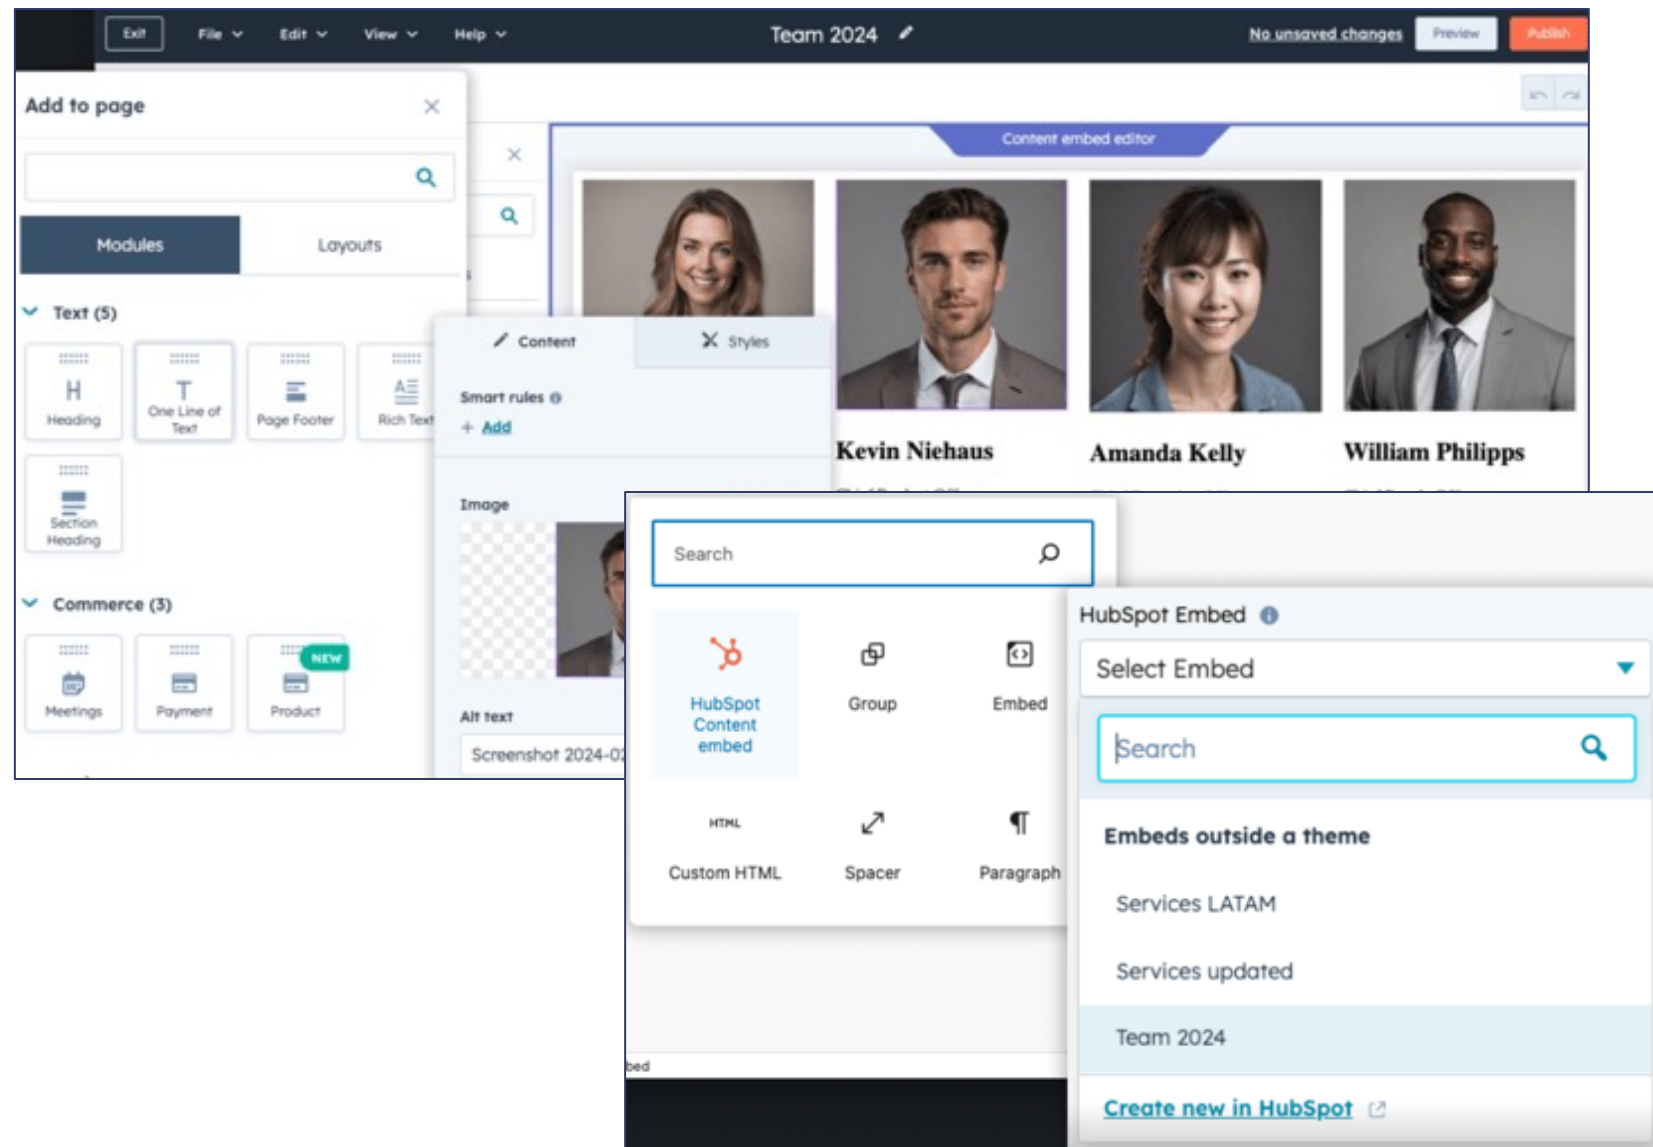 Exit
File
Edit
View
Help
Team 2024
No unsaved changes
Preview
Publish
Add to page
Modules
Layouts
Text (5)
H
Heading
T
One Line of
Text
Page Footer
Rich Text
Section
Heading
Commerce (3)
Meetings
Payment
NEW
Product
Content embed editor
Kevin Niehaus
Amanda Kelly
William Philipps
Content
Styles
Smart rules
+ Add
Image
Alt text
Screenshot 2024-02
Search
HubSpot
Content
embed
Group
Embed
HTML
Custom HTML
Spacer
Paragraph
bed
HubSpot Embed
Select Embed
Search
Embeds outside a theme
Services LATAM
Services updated
Team 2024
Create new in HubSpot